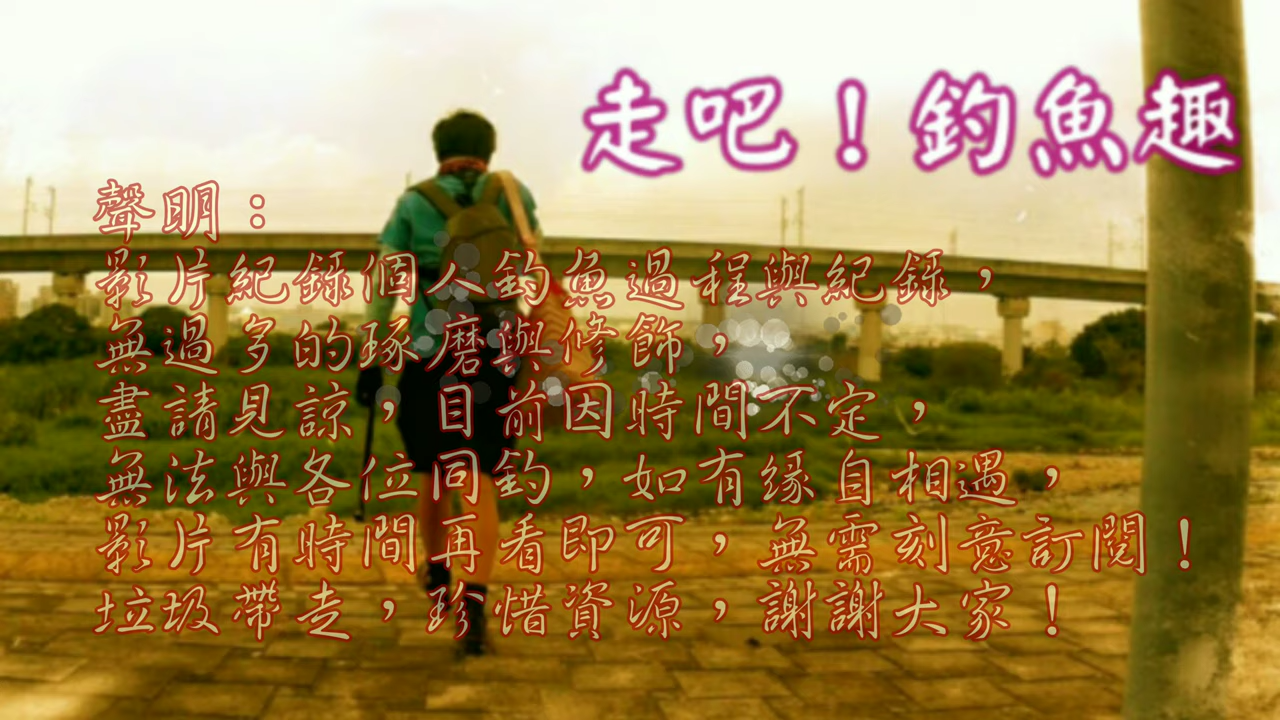 走吧！釣魚趣
聲明：
影片紀錄個人釣魚過程與紀錄，
無過多的琢磨與修飾，
盡請見諒，目前因時間不定，
無法與各位同釣，如有緣自相遇，
影片有時間再看即可，無需刻意訂閱！
垃圾帶走，珍惜資源，謝謝大家！